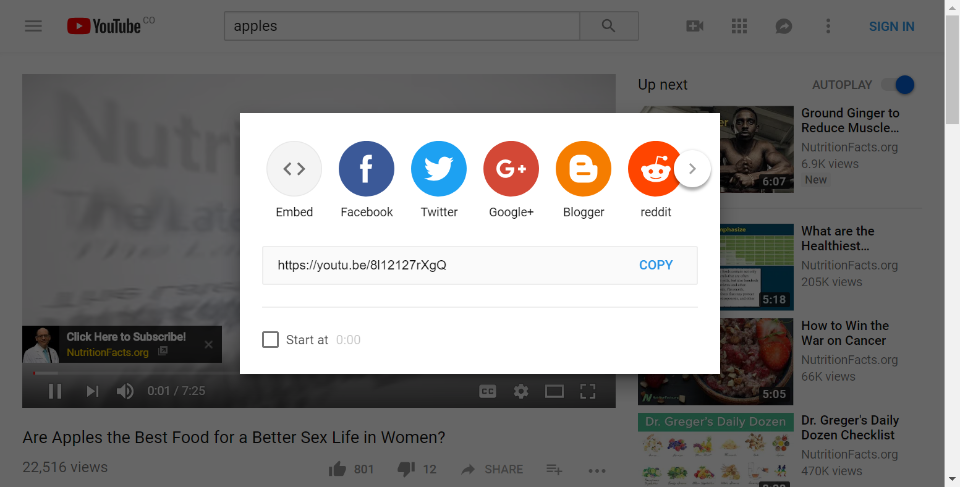 YouTube CO
apples
SIGN IN
Up next
AUTOPLAY
Embed
Facebook
Twitter
Google+
Blogger
reddit
https://youtu.be/8l12127rXgQ
COPY
Start at 0:00
Click Here to Subscribe!
NutritionFacts.org
0:01 / 7:25
CC
Are Apples the Best Food for a Better Sex Life in Women?
22,516 views
801
12
SHARE
6:07
Ground Ginger to
Reduce Muscle...
NutritionFacts.org
6.9K views
New
5:18
What are the
Healthiest...
NutritionFacts.org
205K views
5:05
How to Win the
War on Cancer
NutritionFacts.org
66K views
Dr. Greger's Daily Dozen
Dr. Greger's Daily
Dozen Checklist
NutritionFacts.org
470K views